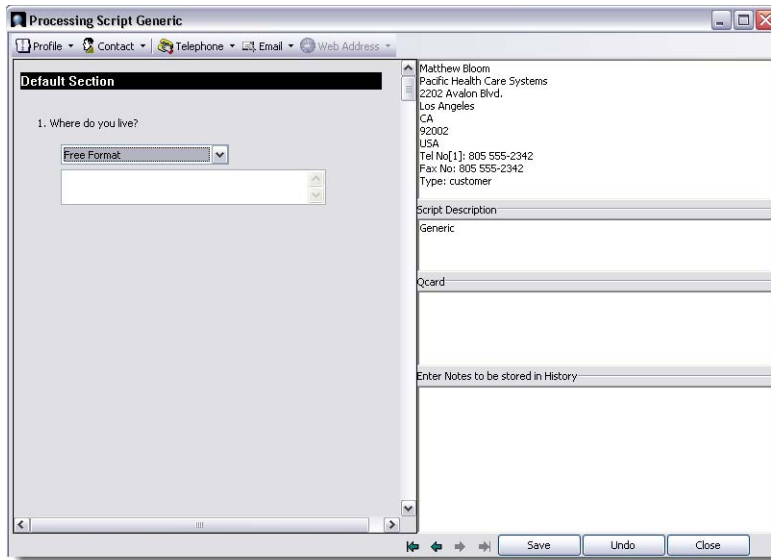 Processing Script Generic
Profile Contact Telephone Email Web Address
Default Section
1. Where do you live?
Free Format
Matthew Bloom
Pacific Health Care Systems
2202 Avalon Blvd.
Los Angeles
CA
92002
USA
Tel No[1]: 805 555-2342
Fax No: 805 555-2342
Type: customer
Script Description
Generic
Qcard
Enter Notes to be stored in History
Save Undo Close